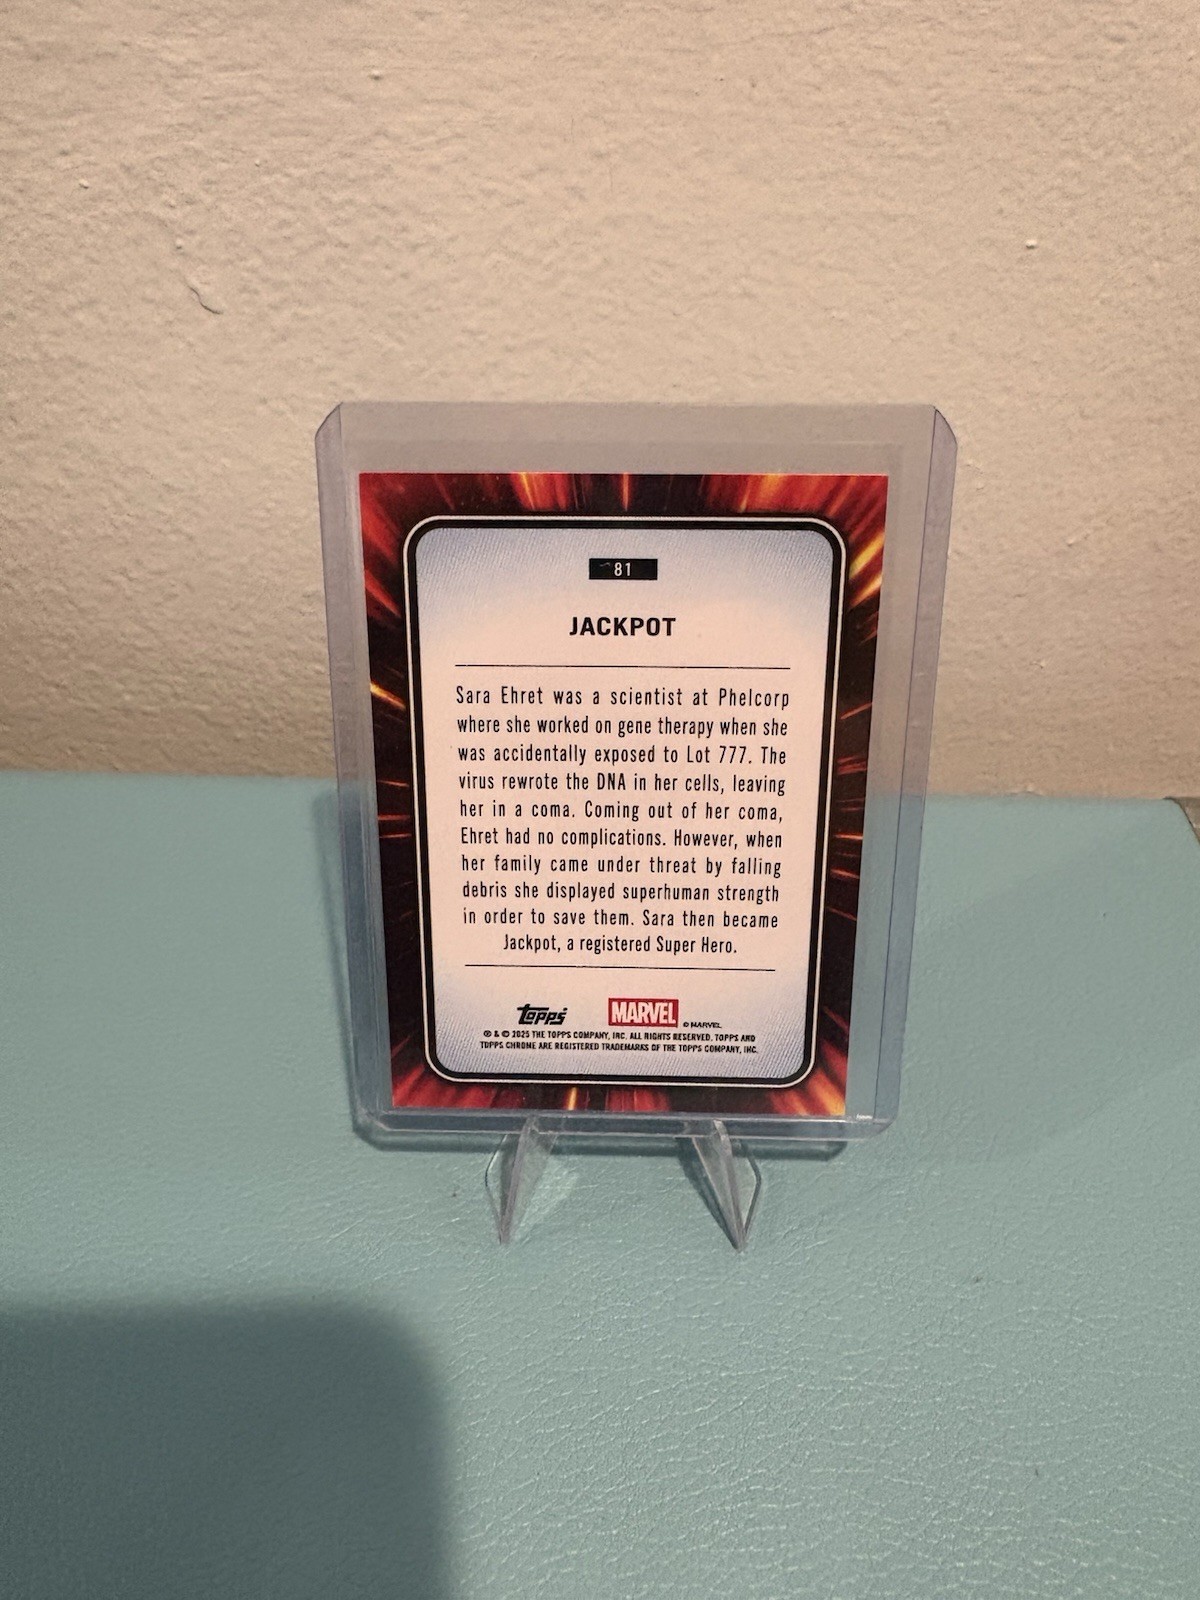 81
JACKPOT
Sara Ehret was a scientist at Phelcorp
where she worked on gene therapy when she
was accidentally exposed to Lot 777. The
virus rewrote the DNA in her cells, leaving
her in a coma. Coming out of her coma,
Ehret had no complications. However, when
her family came under threat by falling
debris she displayed superhuman strength
in order to save them. Sara then became
Jackpot, a registered Super Hero.
topps MARVEL © MARVEL
® & © 2025 THE TOPPS COMPANY, INC. ALL RIGHTS RESERVED. TOPPS AND
TOPPS CHROME ARE REGISTERED TRADEMARKS OF THE TOPPS COMPANY, INC.